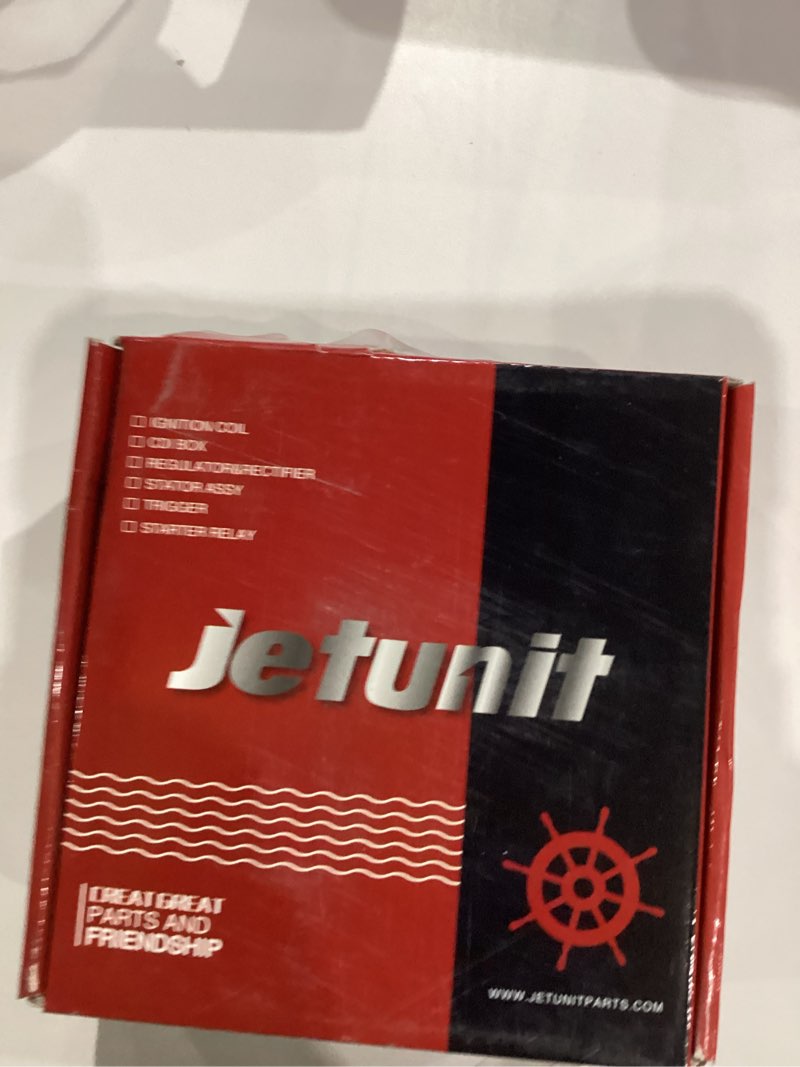 IGNITION COIL
CDI BOX
REGULATOR/RECTIFIER
STATOR ASSY
TRIGGER
STARTER RELAY
jetunit
CREAT GREAT
PARTS AND
FRIENDSHIP
WWW.JETUNITPARTS.COM